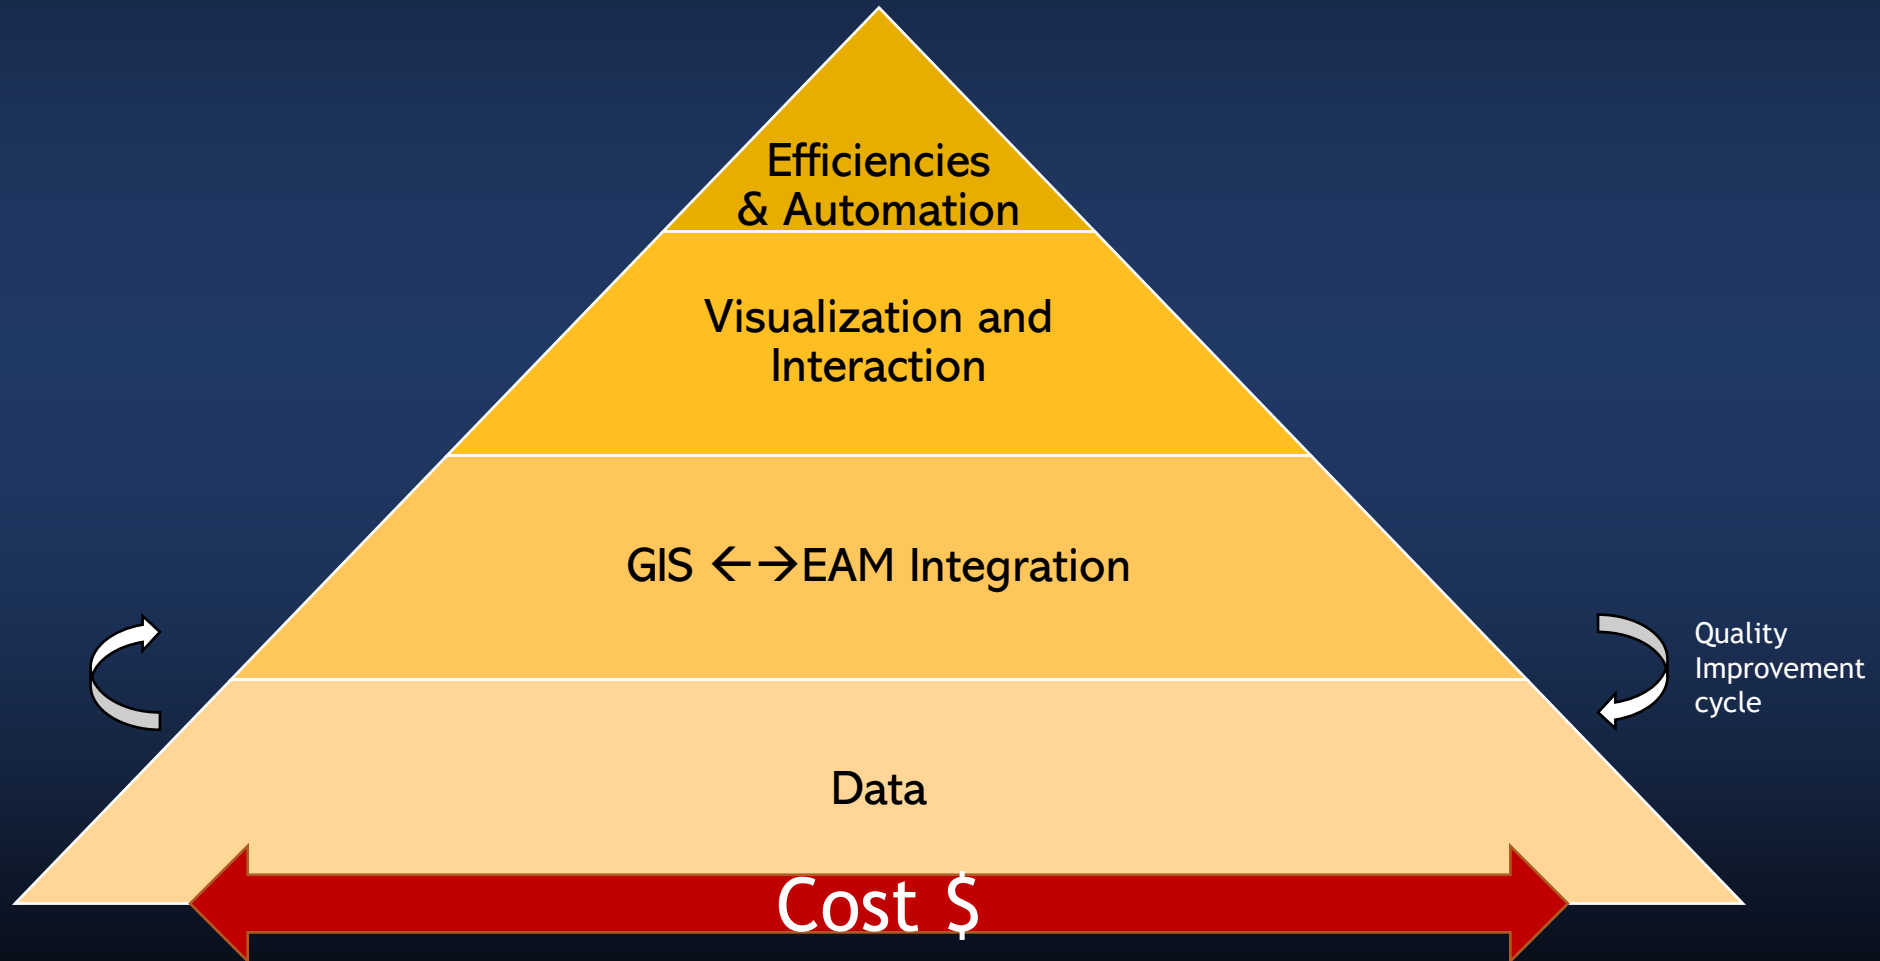 Efficiencies
& Automation
Visualization and
Interaction
GIS ←→EAM Integration
Quality
Improvement
cycle
Data
Cost $